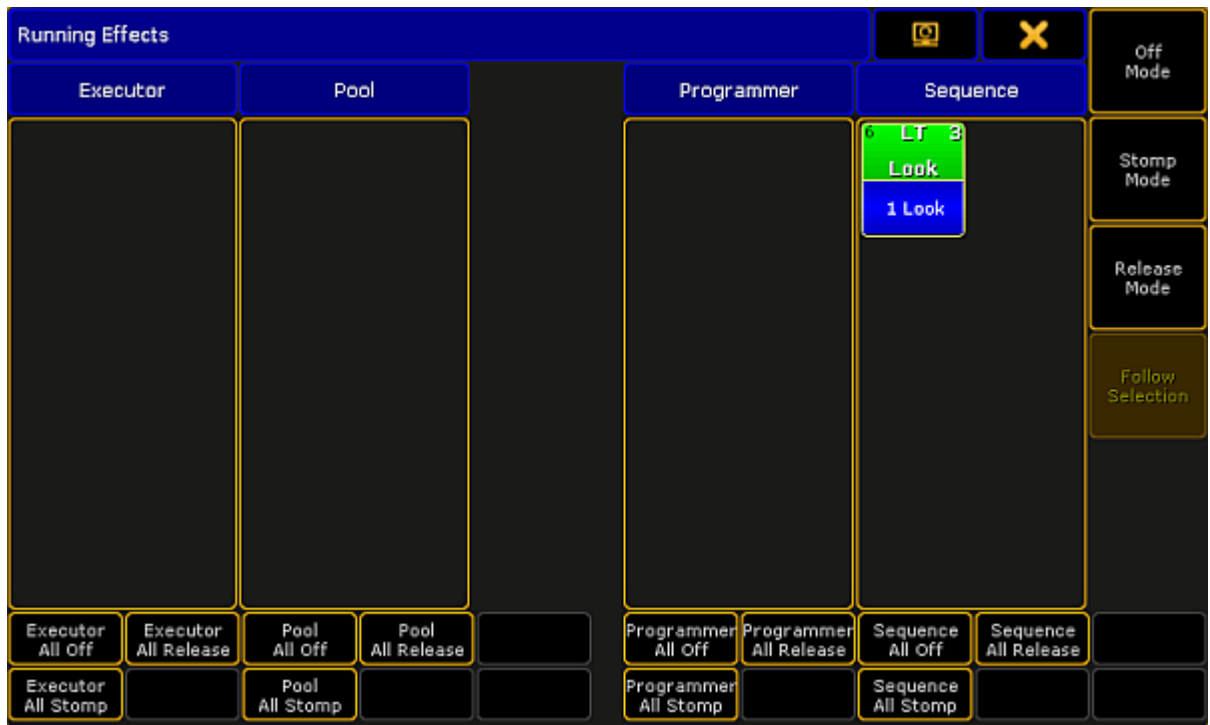 Running Effects
Off
Mode
Executor
Pool
Programmer
Sequence
6 LT 3
Look
1 Look
Stomp
Mode
Release
Mode
Follow
Selection
Executor
All Off
Executor
All Release
Pool
All Off
Pool
All Release
Programmer
All Off
Programmer
All Release
Sequence
All Off
Sequence
All Release
Executor
All Stomp
Pool
All Stomp
Programmer
All Stomp
Sequence
All Stomp